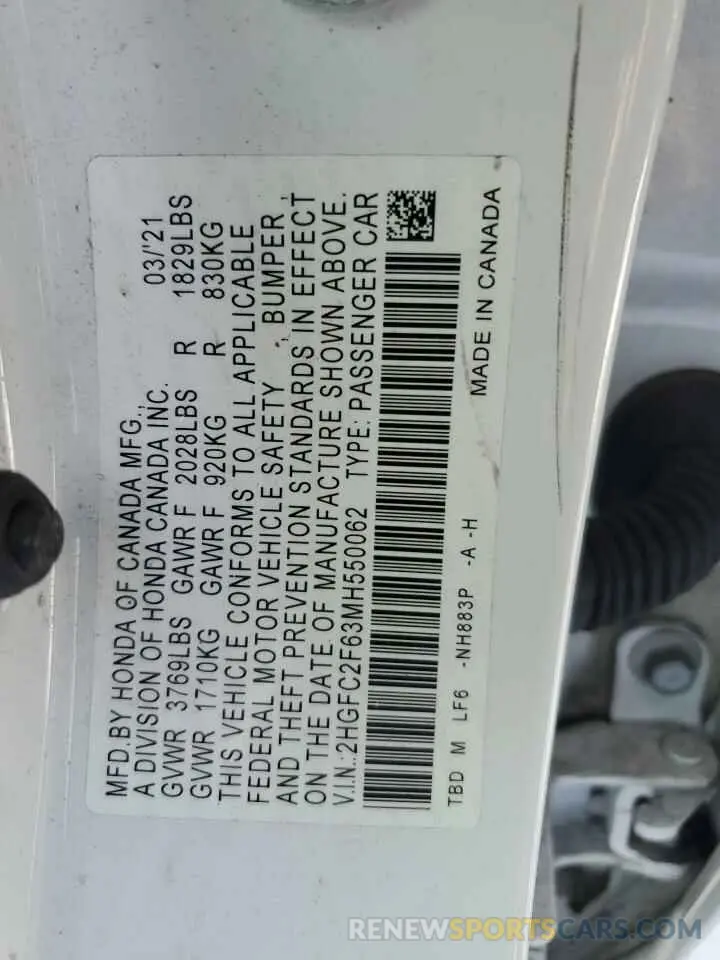 MFD.BY HONDA OF CANADA MFG., 03/'21
A DIVISION OF HONDA CANADA INC.
GVWR 3769LBS GAWR F 2028LBS R 1829LBS
GVWR 1710KG GAWR F 920KG R 830KG
THIS VEHICLE CONFORMS TO ALL APPLICABLE
FEDERAL MOTOR VEHICLE SAFETY , BUMPER ,
AND THEFT PREVENTION STANDARDS IN EFFECT
ON THE DATE OF MANUFACTURE SHOWN ABOVE.
V.I.N.:2HGFC2F63MH550062 TYPE: PASSENGER CAR
TBD M LF6 -NH883P -A -H
MADE IN CANADA
RENEWSPORTSCARS.COM